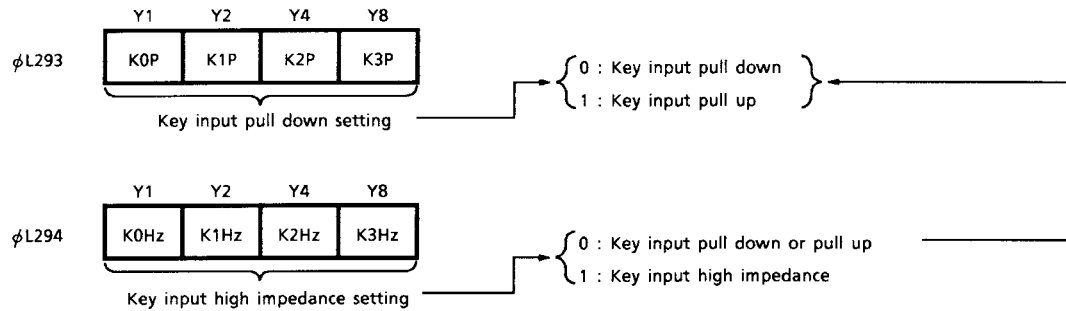 Y1 Y2 Y4 Y8
φL293 K0P K1P K2P K3P
0 : Key input pull down
1 : Key input pull up
Key input pull down setting
Y1 Y2 Y4 Y8
φL294 K0Hz K1Hz K2Hz K3Hz
0 : Key input pull down or pull up
1 : Key input high impedance
Key input high impedance setting